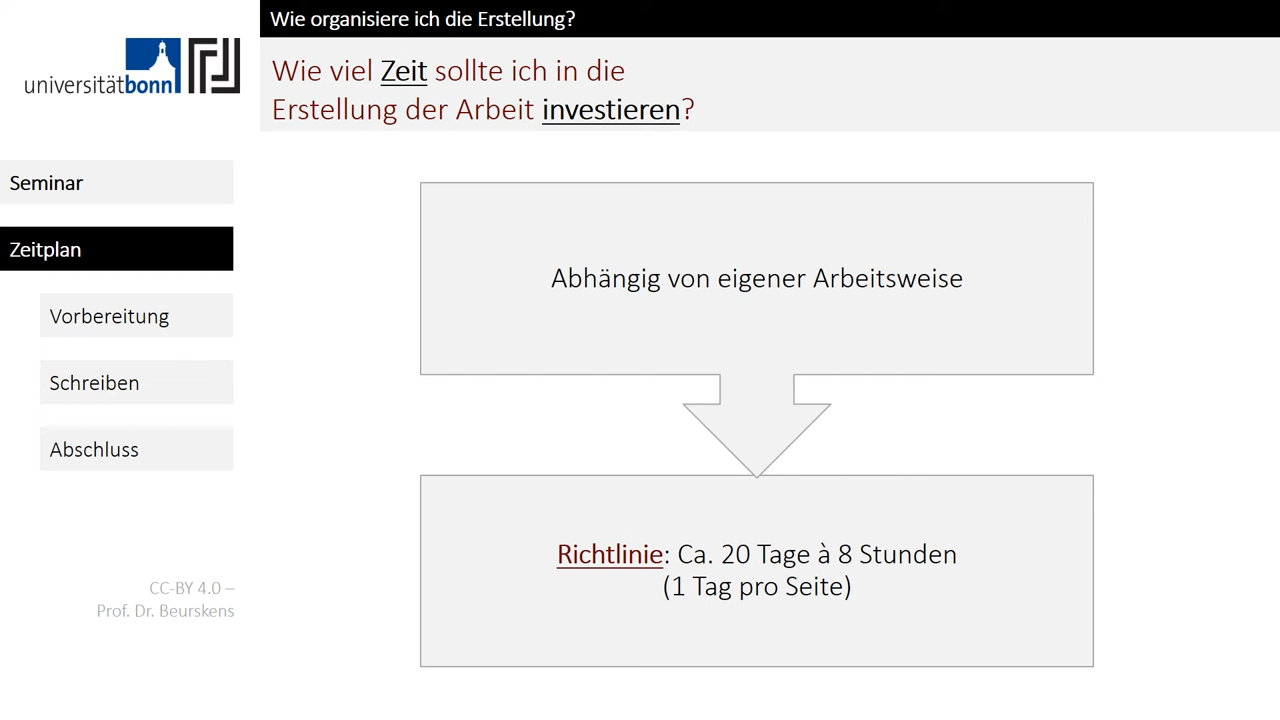 Wie organisiere ich die Erstellung?
universitätbonn
Wie viel Zeit sollte ich in die
Erstellung der Arbeit investieren?
Seminar
Zeitplan
Vorbereitung
Schreiben
Abschluss
CC-BY 4.0 –
Prof. Dr. Beurskens
Abhängig von eigener Arbeitsweise
Richtlinie: Ca. 20 Tage à 8 Stunden
(1 Tag pro Seite)